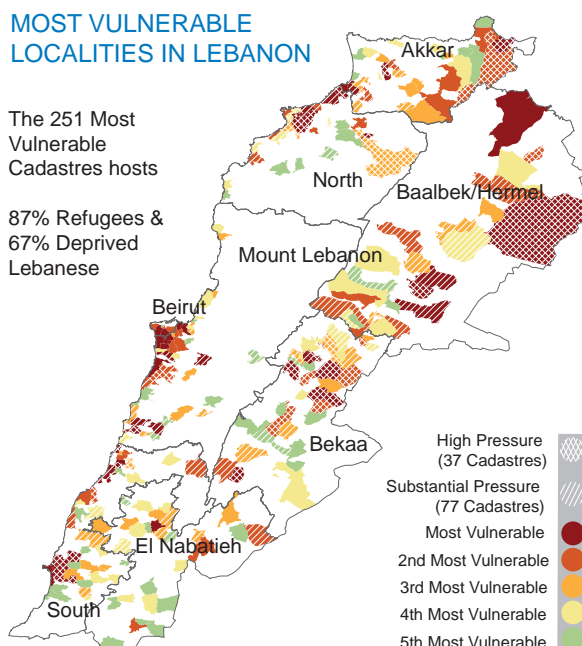 MOST VULNERABLE
LOCALITIES IN LEBANON
The 251 Most
Vulnerable
Cadastres hosts
87% Refugees &
67% Deprived
Lebanese
Akkar
North
Baalbek/Hermel
Mount Lebanon
Beirut
Bekaa
El Nabatieh
South
High Pressure
(37 Cadastres)
Substantial Pressure
(77 Cadastres)
Most Vulnerable
2nd Most Vulnerable
3rd Most Vulnerable
4th Most Vulnerable
5th Most Vulnerable